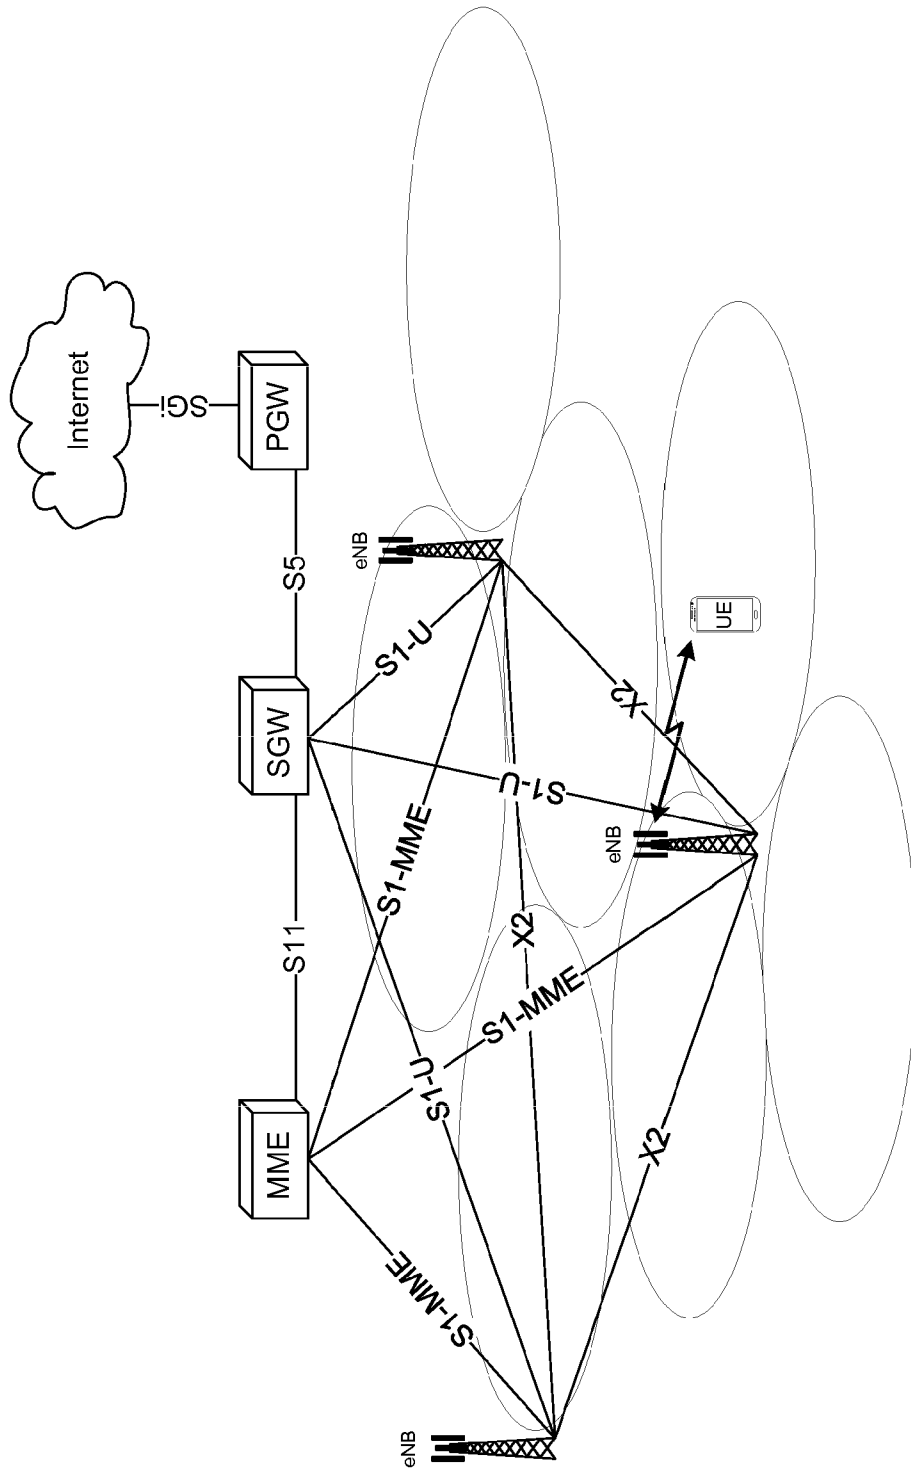 Internet
SGi
MME
S11
SGW
S5
PGW
eNB
S1-MME
S1-U
S1-MME
S1-U
eNB
S1-MME
X2
S1-U
X2
X2
eNB
UE